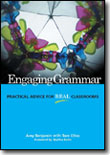 Engaging Grammar
PRACTICAL ADVICE FOR REAL CLASSROOMS
Amy Benjamin with Tom Oliva